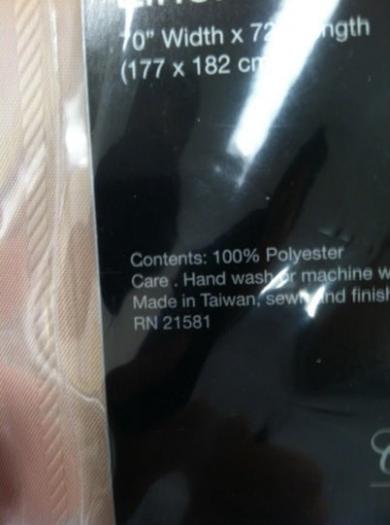 70" Width x 72" Length
(177 x 182 cm
Contents: 100% Polyester
Care . Hand wash or machine
Made in Taiwan, sewn and
RN 21581